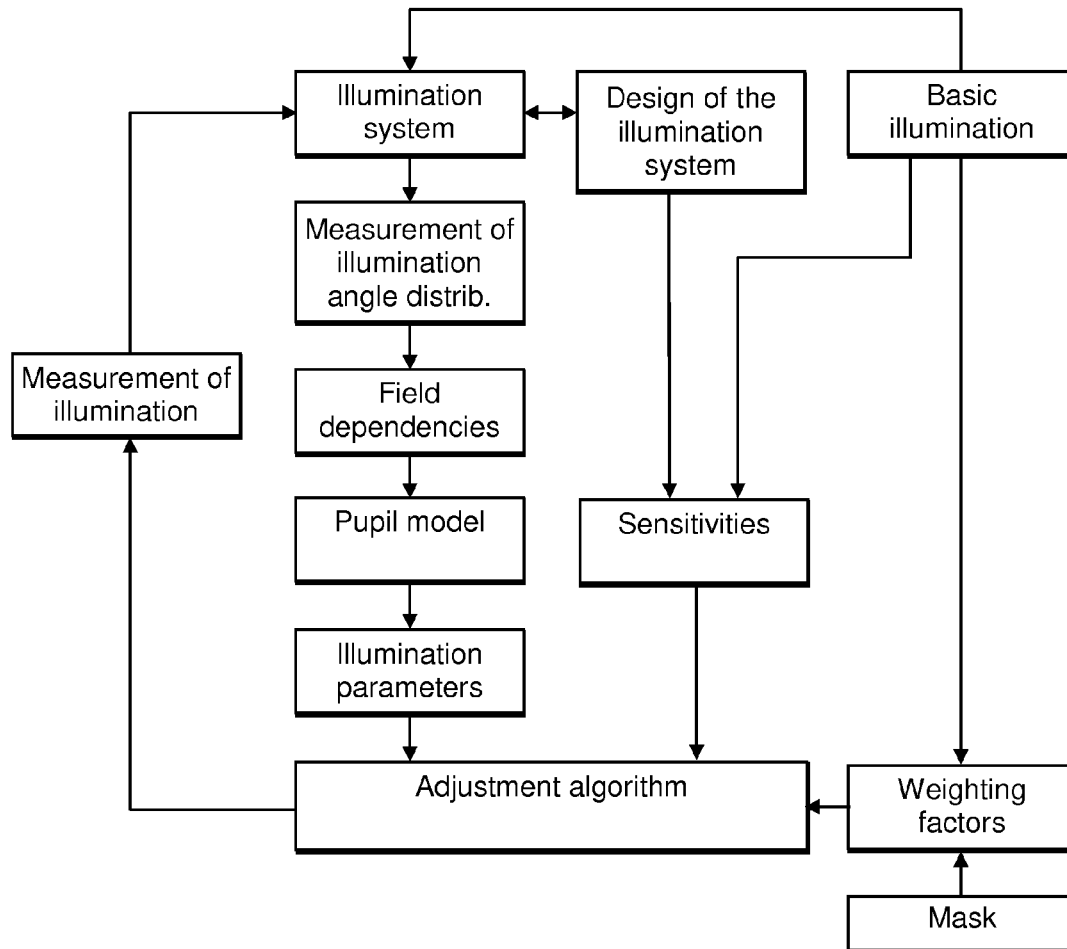 Illumination
system
Design of the
illumination
system
Basic
illumination
Measurement of
illumination
angle distrib.
Measurement of
illumination
Field
dependencies
Pupil model
Sensitivities
Illumination
parameters
Adjustment algorithm
Weighting
factors
Mask